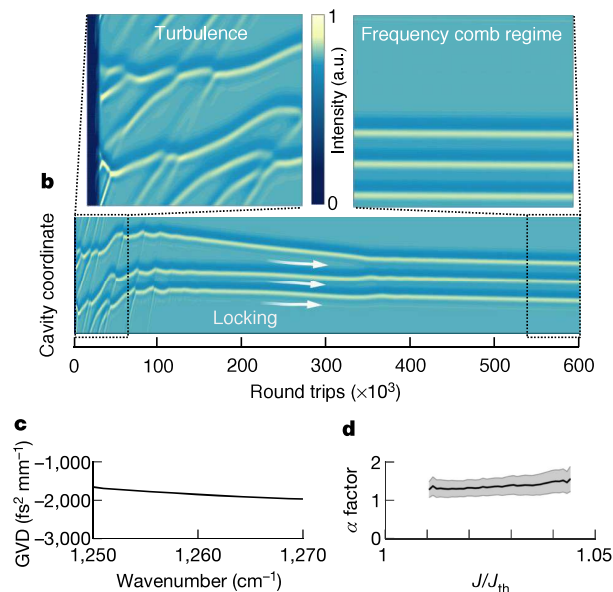 Turbulence
1
Intensity (a.u.)
0
Frequency comb regime
b
Cavity coordinate
Locking
0 100 200 300 400 500 600
Round trips (×10³)
c
GVD (fs² mm⁻¹)
−1,000
−2,000
−3,000
1,250 1,260 1,270
Wavenumber (cm⁻¹)
d
α factor
2
1
0
1 1.05
J/Jth